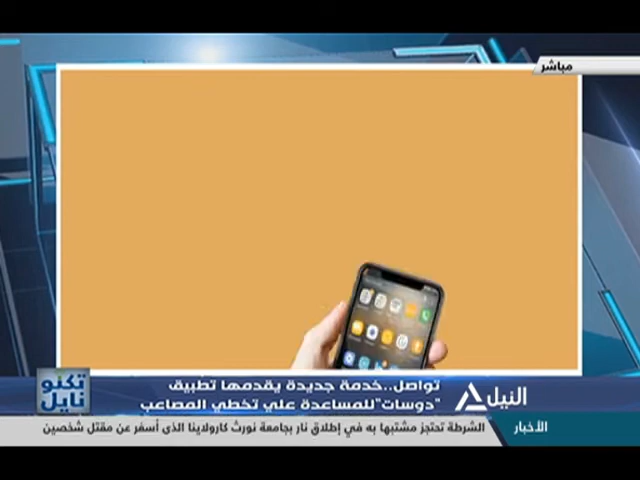 مباشر
تواصل..خدمة جديدة يقدمها تطبيق
"دوسات"للمساعدة علي تخطي المصاعب
تكنو
نايل
النيل
الأخبار
الشرطة تحتجز مشتبها به في إطلاق نار بجامعة نورث كارولاينا الذى أسفر عن مقتل شخصين